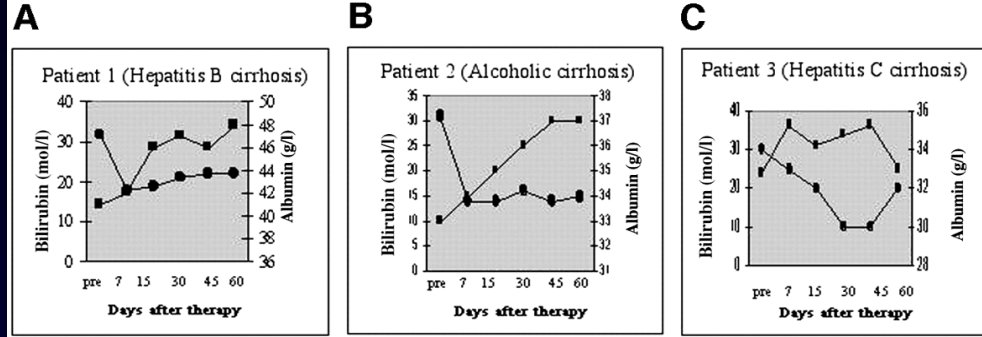 A
Patient 1 (Hepatitis B cirrhosis)
Bilirubin (mol/l)
40
30
20
10
0
50
48
46
44
42
40
38
36
Albumin (g/l)
pre 7 15 30 45 60
Days after therapy
B
Patient 2 (Alcoholic cirrhosis)
Bilirubin (mol/l)
35
30
25
20
15
10
5
0
38
37
36
35
34
33
32
31
Albumin (g/l)
pre 7 15 30 45 60
Days after therapy
C
Patient 3 (Hepatitis C cirrhosis)
Bilirubin (mol/l)
40
30
20
10
0
36
34
32
30
28
Albumin (g/l)
pre 7 15 30 45 60
Days after therapy